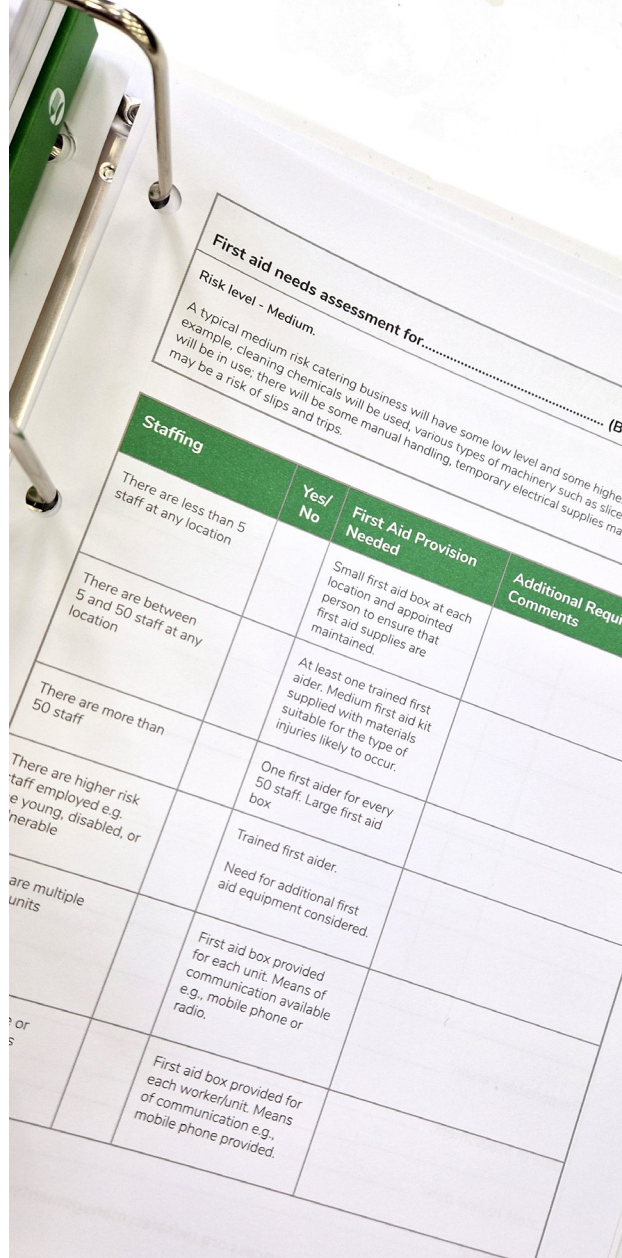 First aid needs assessment for.......................................................... (B
Risk level - Medium.
A typical medium risk catering business will have some low level and some highe
example, cleaning chemicals will be used, various types of machinery such as slice
will be in use; there will be some manual handling, temporary electrical supplies ma
may be a risk of slips and trips.
Staffing
Yes/
No
First Aid Provision
Needed
Additional Requi
Comments
There are less than 5
staff at any location
Small first aid box at each
location and appointed
person to ensure that
first aid supplies are
maintained.
There are between
5 and 50 staff at any
location
At least one trained first
aider. Medium first aid kit
supplied with materials
suitable for the type of
injuries likely to occur.
There are more than
50 staff
One first aider for every
50 staff. Large first aid
box
There are higher risk
taff employed e.g.
e young, disabled, or
nerable
Trained first aider.
Need for additional first
aid equipment considered.
are multiple
units
First aid box provided
for each unit. Means of
communication available
e.g., mobile phone or
radio.
e or
s
First aid box provided for
each worker/unit. Means
of communication e.g.,
mobile phone provided.